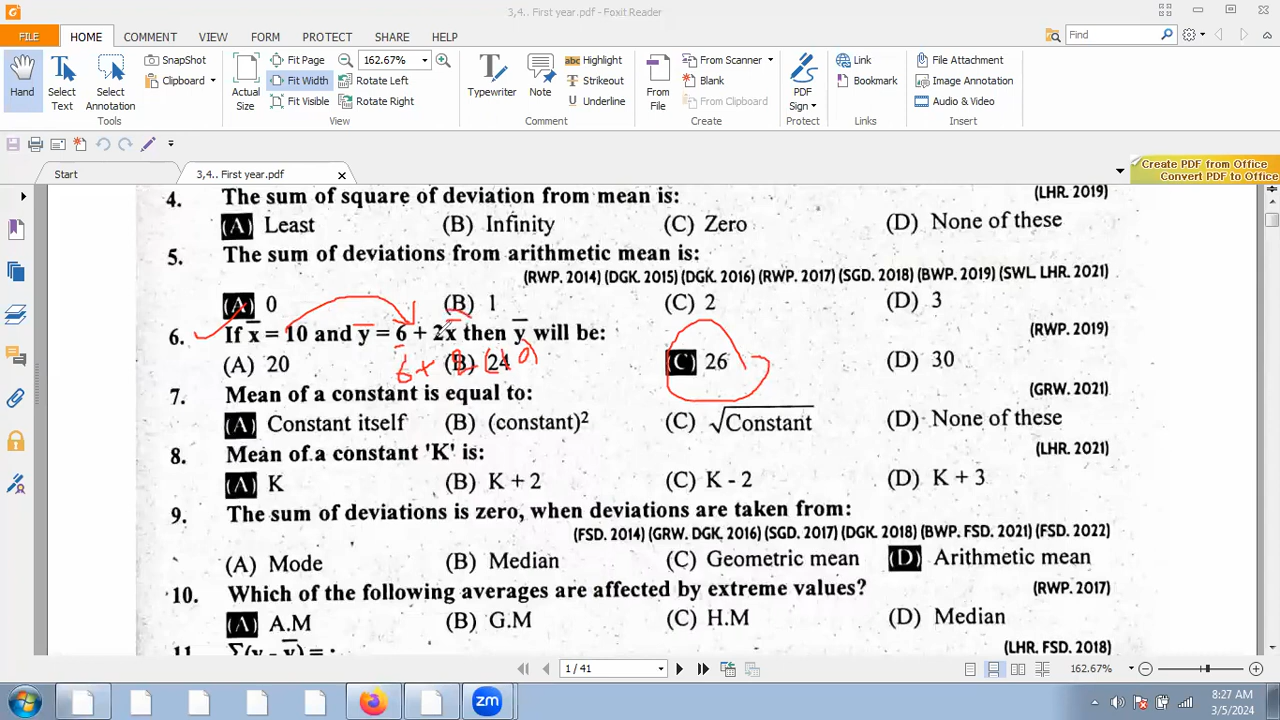 3,4.. First year.pdf - Foxit Reader
FILE HOME COMMENT VIEW FORM PROTECT SHARE HELP Find
Hand Select Text Select Annotation SnapShot Clipboard Tools
Actual Size Fit Page Fit Width Fit Visible 162.67% Rotate Left Rotate Right View
Typewriter Note Highlight Strikeout Underline Comment
From File From Scanner Blank From Clipboard Create
PDF Sign Protect
Link Bookmark Links
File Attachment Image Annotation Audio & Video Insert
Start 3,4.. First year.pdf
Create PDF from Office
Convert PDF to Office
4. The sum of square of deviation from mean is: (LHR. 2019)
(A) Least (B) Infinity (C) Zero (D) None of these
5. The sum of deviations from arithmetic mean is:
(RWP. 2014) (DGK. 2015) (DGK. 2016) (RWP. 2017) (SGD. 2018) (BWP. 2019) (SWL. LHR. 2021)
(A) 0 (B) 1 (C) 2 (D) 3
6. If x̅ = 10 and y̅ = 6 + 2x̅ then y̅ will be: (RWP. 2019)
(A) 20 (B) 24 (C) 26 (D) 30
6 + 2 (10)
7. Mean of a constant is equal to: (GRW. 2021)
(A) Constant itself (B) (constant)² (C) √Constant (D) None of these
8. Mean of a constant 'K' is: (LHR. 2021)
(A) K (B) K + 2 (C) K - 2 (D) K + 3
9. The sum of deviations is zero, when deviations are taken from:
(FSD. 2014) (GRW. DGK. 2016) (SGD. 2017) (DGK. 2018) (BWP. FSD. 2021) (FSD. 2022)
(A) Mode (B) Median (C) Geometric mean (D) Arithmetic mean
10. Which of the following averages are affected by extreme values? (RWP. 2017)
(A) A.M (B) G.M (C) H.M (D) Median
11. Σ(y - y̅) = : (LHR. FSD. 2018)
1 / 41 162.67%
zm
8:27 AM
3/5/2024